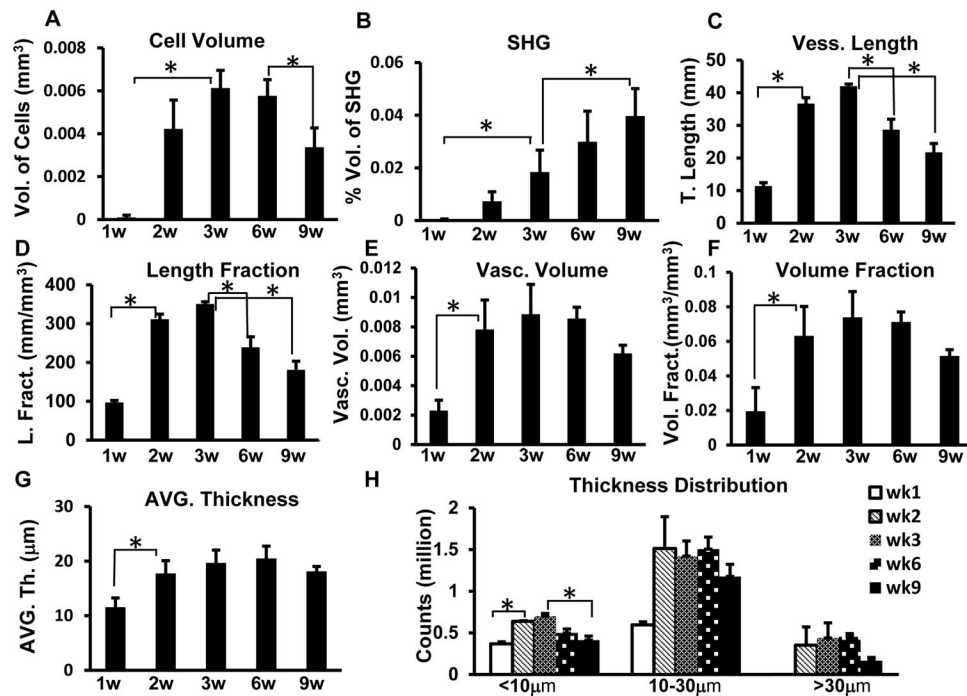 A
Cell Volume
Vol. of Cells (mm³)
0.008
0.006
0.004
0.002
0
*
*
1w 2w 3w 6w 9w
B
SHG
% Vol. of SHG
0.06
0.04
0.02
0
*
*
1w 2w 3w 6w 9w
C
Vess. Length
T. Length (mm)
50
40
30
20
10
0
*
*
*
1w 2w 3w 6w 9w
D
Length Fraction
L. Fract. (mm/mm³)
400
300
200
100
0
*
*
*
1w 2w 3w 6w 9w
E
Vasc. Volume
Vasc. Vol. (mm³)
0.012
0.01
0.008
0.006
0.004
0.002
0
*
1w 2w 3w 6w 9w
F
Volume Fraction
Vol. Fract.(mm³/mm³)
0.1
0.08
0.06
0.04
0.02
0
*
1w 2w 3w 6w 9w
G
AVG. Thickness
AVG. Th. (μm)
30
20
10
0
*
1w 2w 3w 6w 9w
H
Thickness Distribution
Counts (million)
2
1.5
1
0.5
0
*
*
<10μm 10-30μm >30μm
wk1
wk2
wk3
wk6
wk9